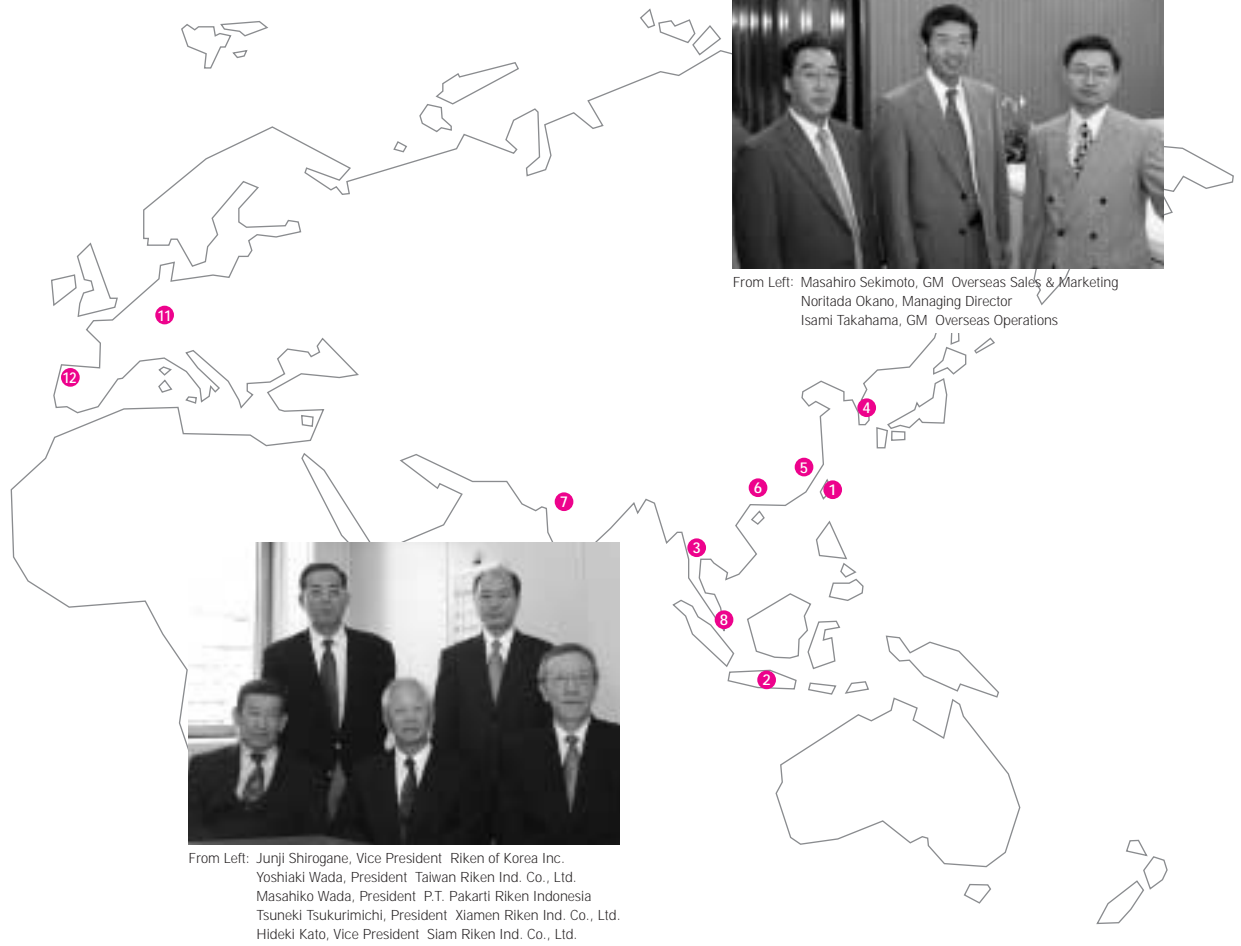 From Left: Masahiro Sekimoto, GM Overseas Sales & Marketing
Noritada Okano, Managing Director
Isami Takahama, GM Overseas Operations
11
12
4
5
6
1
7
3
8
2
From Left: Junji Shirogane, Vice President Riken of Korea Inc.
Yoshiaki Wada, President Taiwan Riken Ind. Co., Ltd.
Masahiko Wada, President P.T. Pakarti Riken Indonesia
Tsuneki Tsukurimichi, President Xiamen Riken Ind. Co., Ltd.
Hideki Kato, Vice President Siam Riken Ind. Co., Ltd.